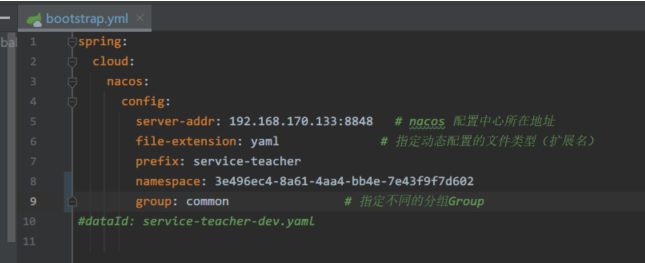 bootstrap.yml
1 spring:
2 cloud:
3 nacos:
4 config:
5 server-addr: 192.168.170.133:8848 # nacos 配置中心所在地址
6 file-extension: yaml # 指定动态配置的文件类型（扩展名）
7 prefix: service-teacher
8 namespace: 3e496ec4-8a61-4aa4-bb4e-7e43f9f7d602
9 group: common # 指定不同的分组Group
10 #dataId: service-teacher-dev.yaml
11